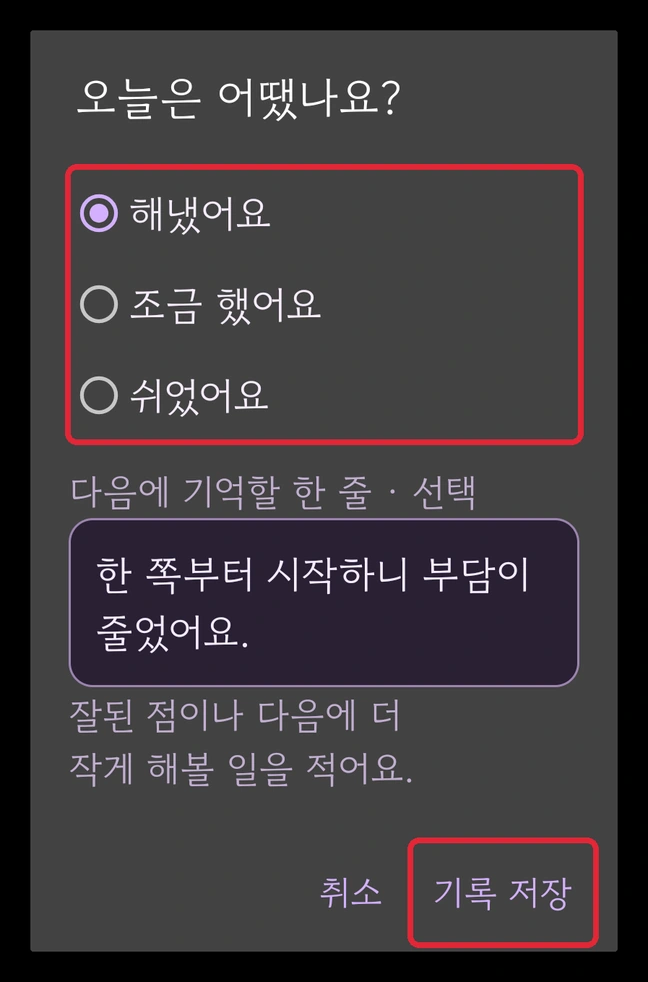 오늘은 어땠나요?
해냈어요
조금 했어요
쉬었어요
다음에 기억할 한 줄 · 선택
한 쪽부터 시작하니 부담이
줄었어요.
잘된 점이나 다음에 더
작게 해볼 일을 적어요.
취소 기록 저장